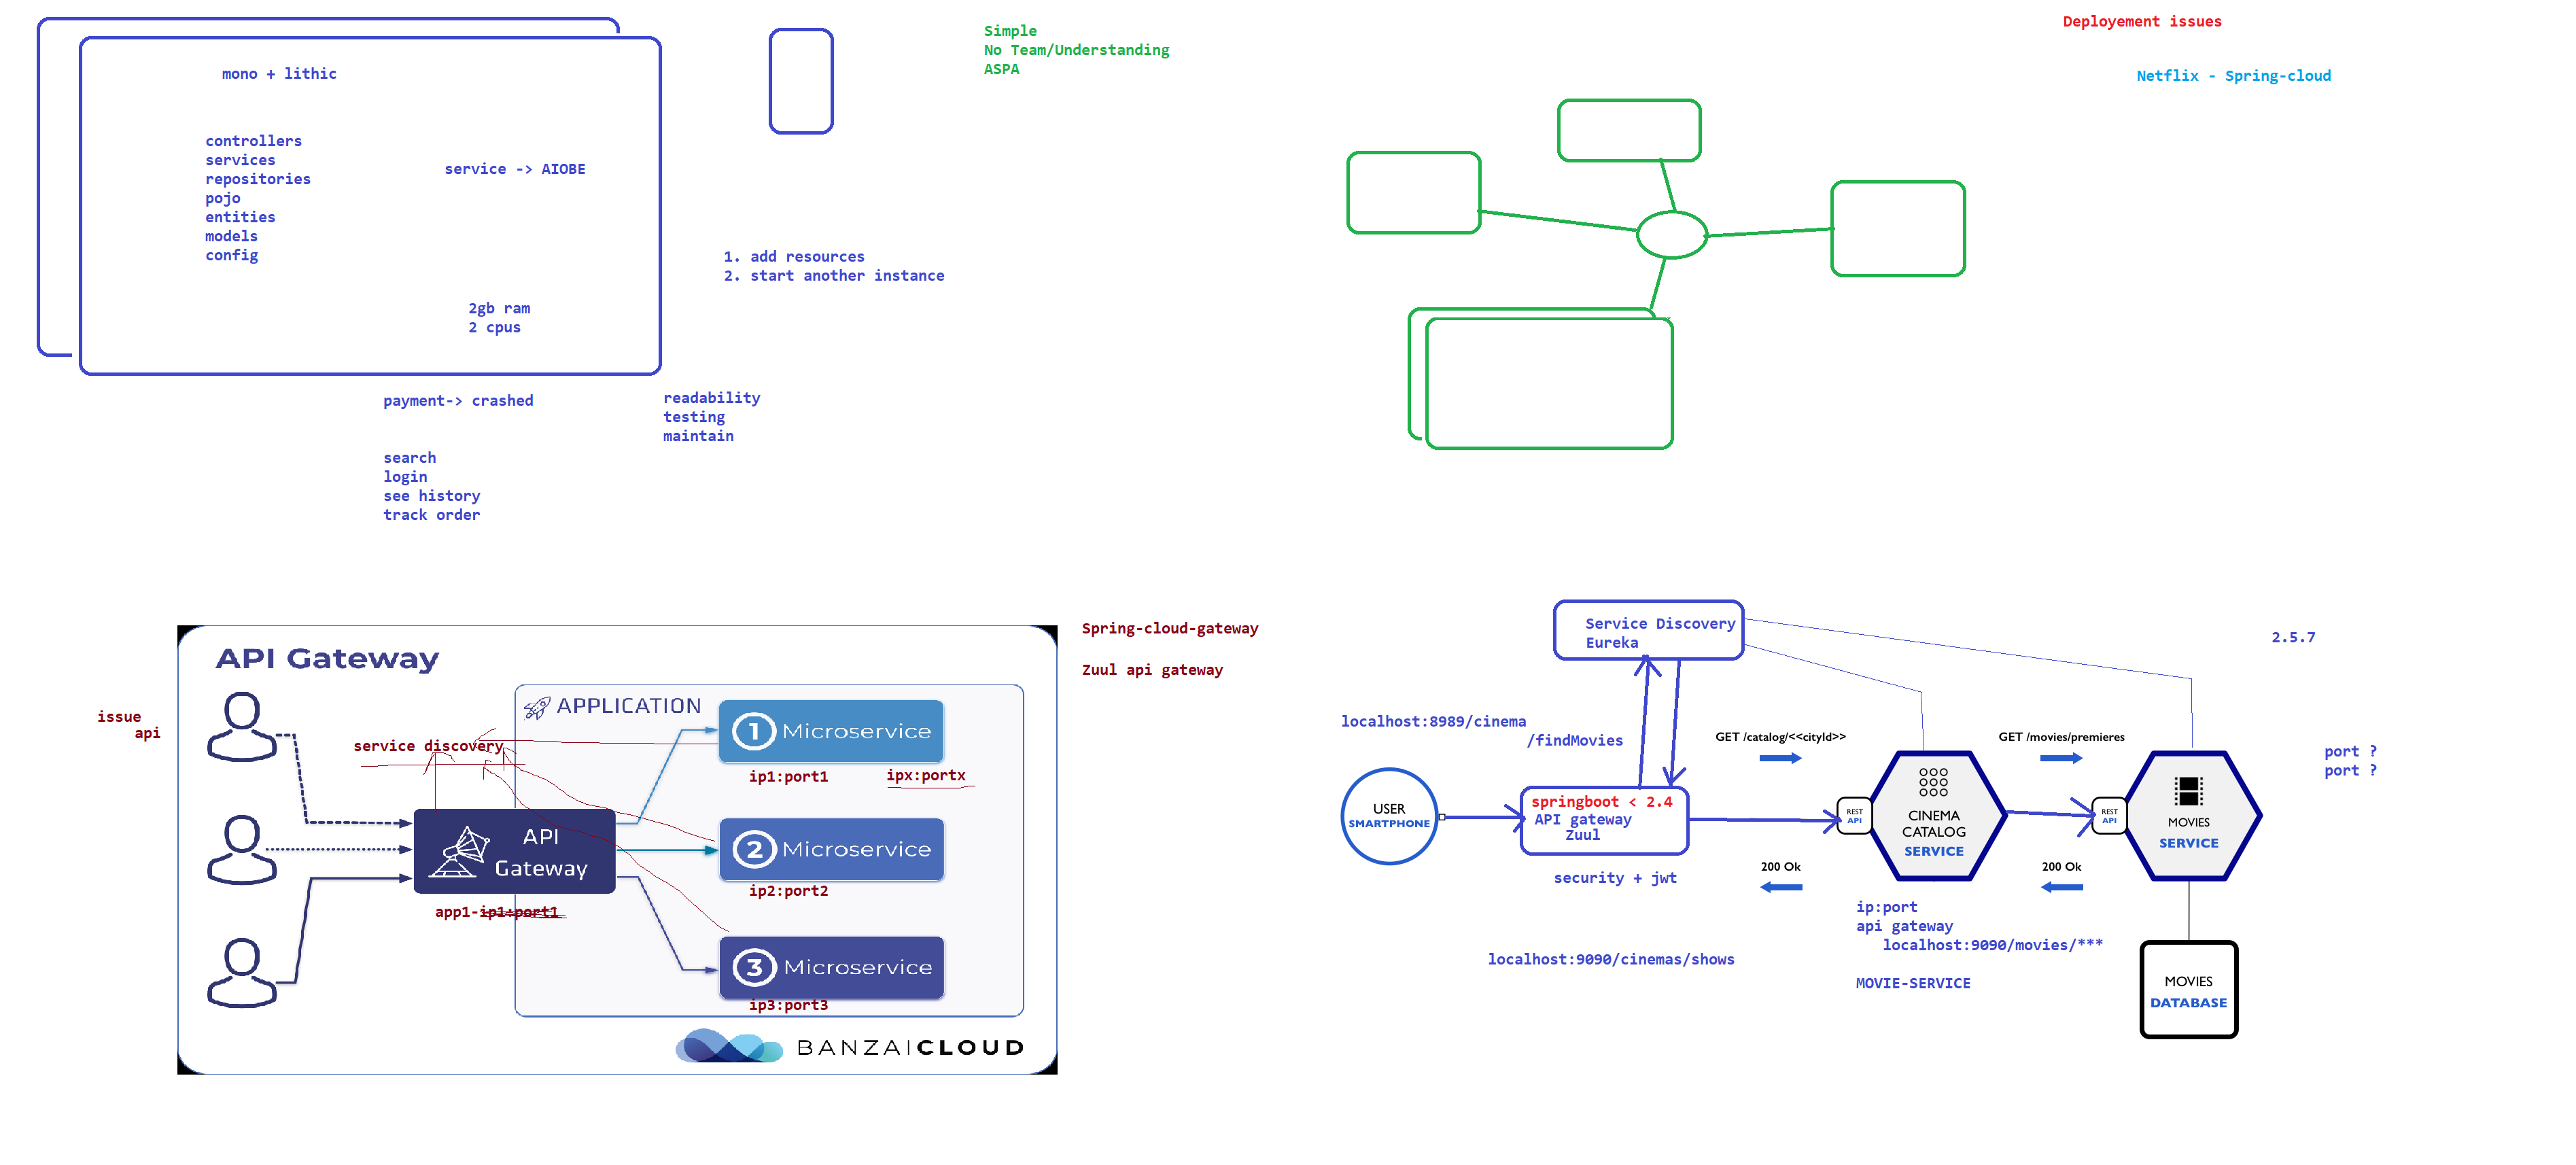 mono + lithic
controllers
services
repositories
pojo
entities
models
config
service -> AIOBE
2gb ram
2 cpus
1. add resources
2. start another instance
payment-> crashed
search
login
see history
track order
readability
testing
maintain
Simple
No Team/Understanding
ASPA
Deployement issues
Netflix - Spring-cloud
API Gateway
APPLICATION
issue
api
service discovery
1 Microservice
ip1:port1
ipx:portx
API
Gateway
2 Microservice
ip2:port2
app1-ip1:port1
3 Microservice
ip3:port3
BANZAICLOUD
Spring-cloud-gateway
Zuul api gateway
Service Discovery
Eureka
2.5.7
localhost:8989/cinema
/findMovies
GET /catalog/<<cityId>>
GET /movies/premieres
port ?
port ?
USER
SMARTPHONE
springboot < 2.4
API gateway
Zuul
security + jwt
REST
API
CINEMA
CATALOG
SERVICE
REST
API
MOVIES
SERVICE
200 Ok
200 Ok
ip:port
api gateway
localhost:9090/movies/***
localhost:9090/cinemas/shows
MOVIE-SERVICE
MOVIES
DATABASE